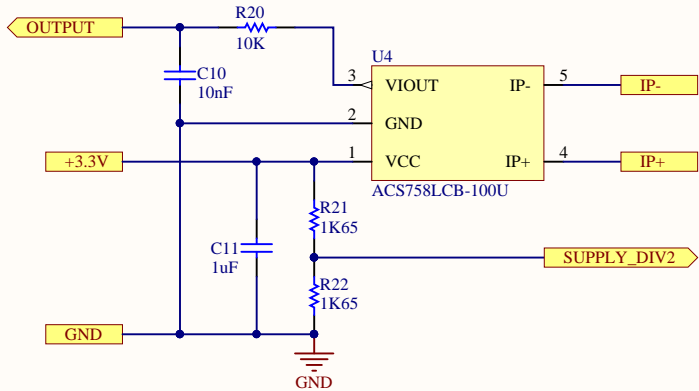 R20
OUTPUT
10K
U4
C10
10nF
3 VIOUT IP- 5 IP-
2 GND
+3.3V 1 VCC IP+ 4 IP+
ACS758LCB-100U
R21
1K65
C11
1uF
SUPPLY_DIV2
R22
1K65
GND
GND